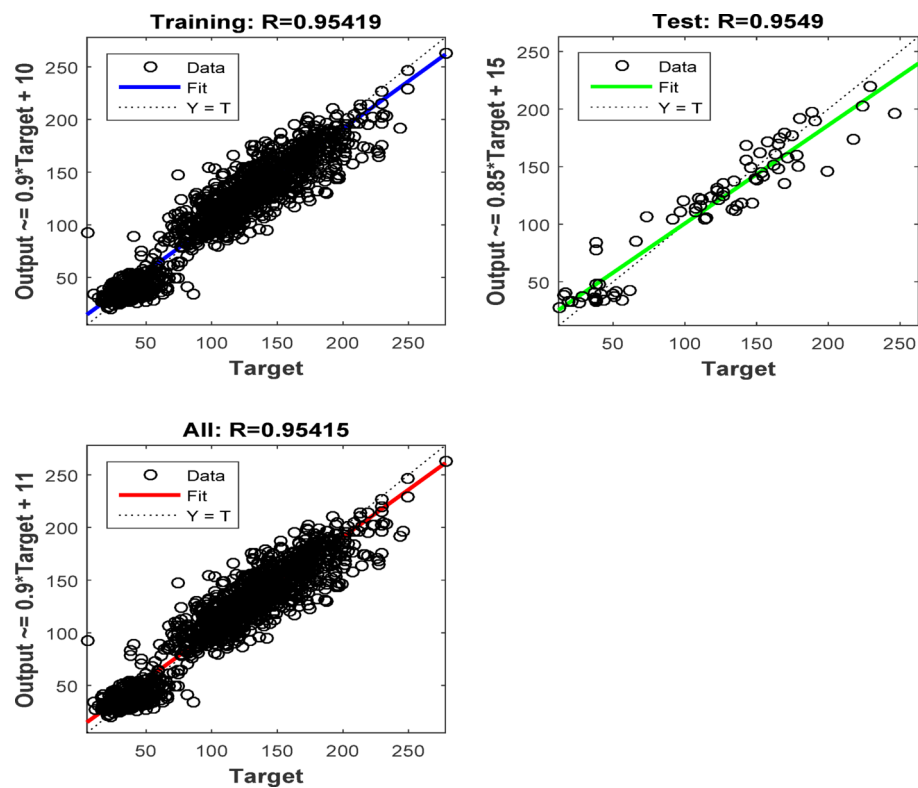 Training: R=0.95419
Output ~= 0.9*Target + 10
250
200
150
100
50
Data
Fit
Y = T
50 100 150 200 250
Target
Test: R=0.9549
Output ~= 0.85*Target + 15
250
200
150
100
50
Data
Fit
Y = T
50 100 150 200 250
Target
All: R=0.95415
Output ~= 0.9*Target + 11
250
200
150
100
50
Data
Fit
Y = T
50 100 150 200 250
Target